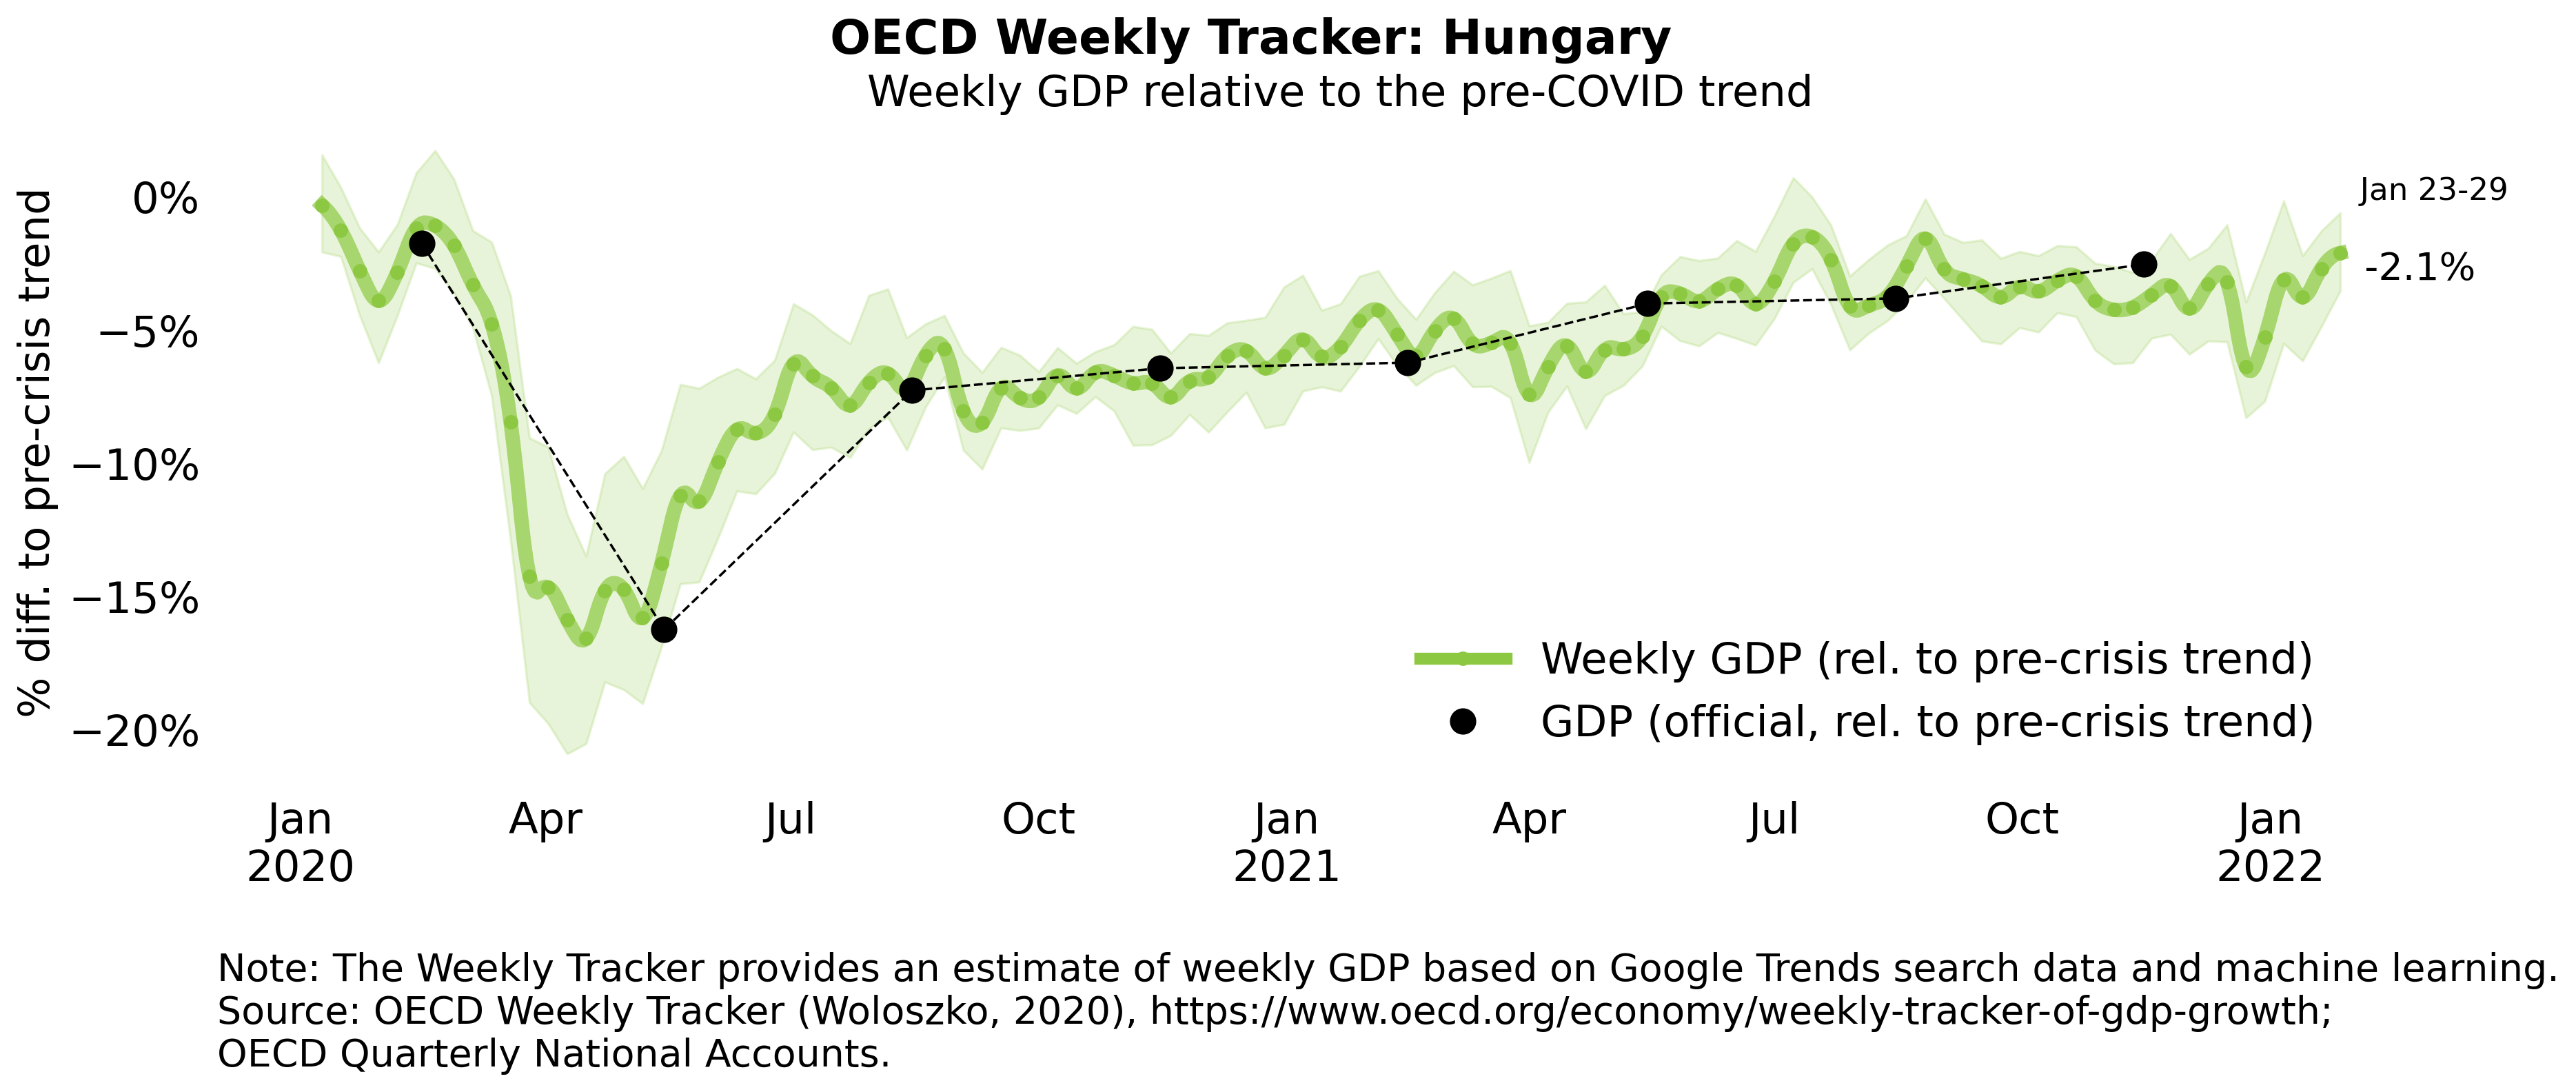 OECD Weekly Tracker: Hungary
Weekly GDP relative to the pre-COVID trend
% diff. to pre-crisis trend
0%
−5%
−10%
−15%
−20%
Jan 23-29
-2.1%
Weekly GDP (rel. to pre-crisis trend)
GDP (official, rel. to pre-crisis trend)
Jan Apr Jul Oct Jan Apr Jul Oct Jan
2020 2021 2022
Note: The Weekly Tracker provides an estimate of weekly GDP based on Google Trends search data and machine learning.
Source: OECD Weekly Tracker (Woloszko, 2020), https://www.oecd.org/economy/weekly-tracker-of-gdp-growth;
OECD Quarterly National Accounts.